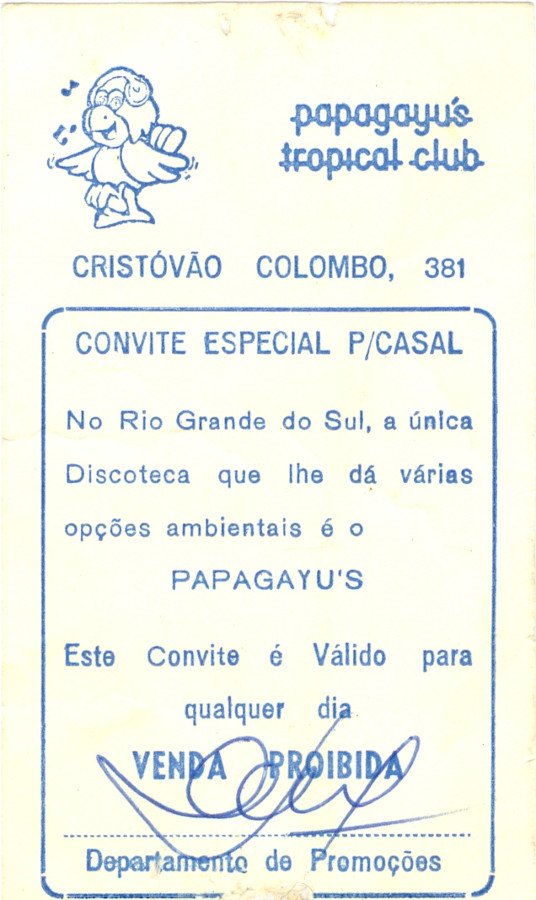 papagayu's
tropical club
CRISTÓVÃO COLOMBO, 381
CONVITE ESPECIAL P/CASAL
No Rio Grande do Sul, a única
Discoteca que lhe dá várias
opções ambientais é o
PAPAGAYU'S
Este Convite é Válido para
qualquer dia
VENDA PROIBIDA
Departamento de Promoções